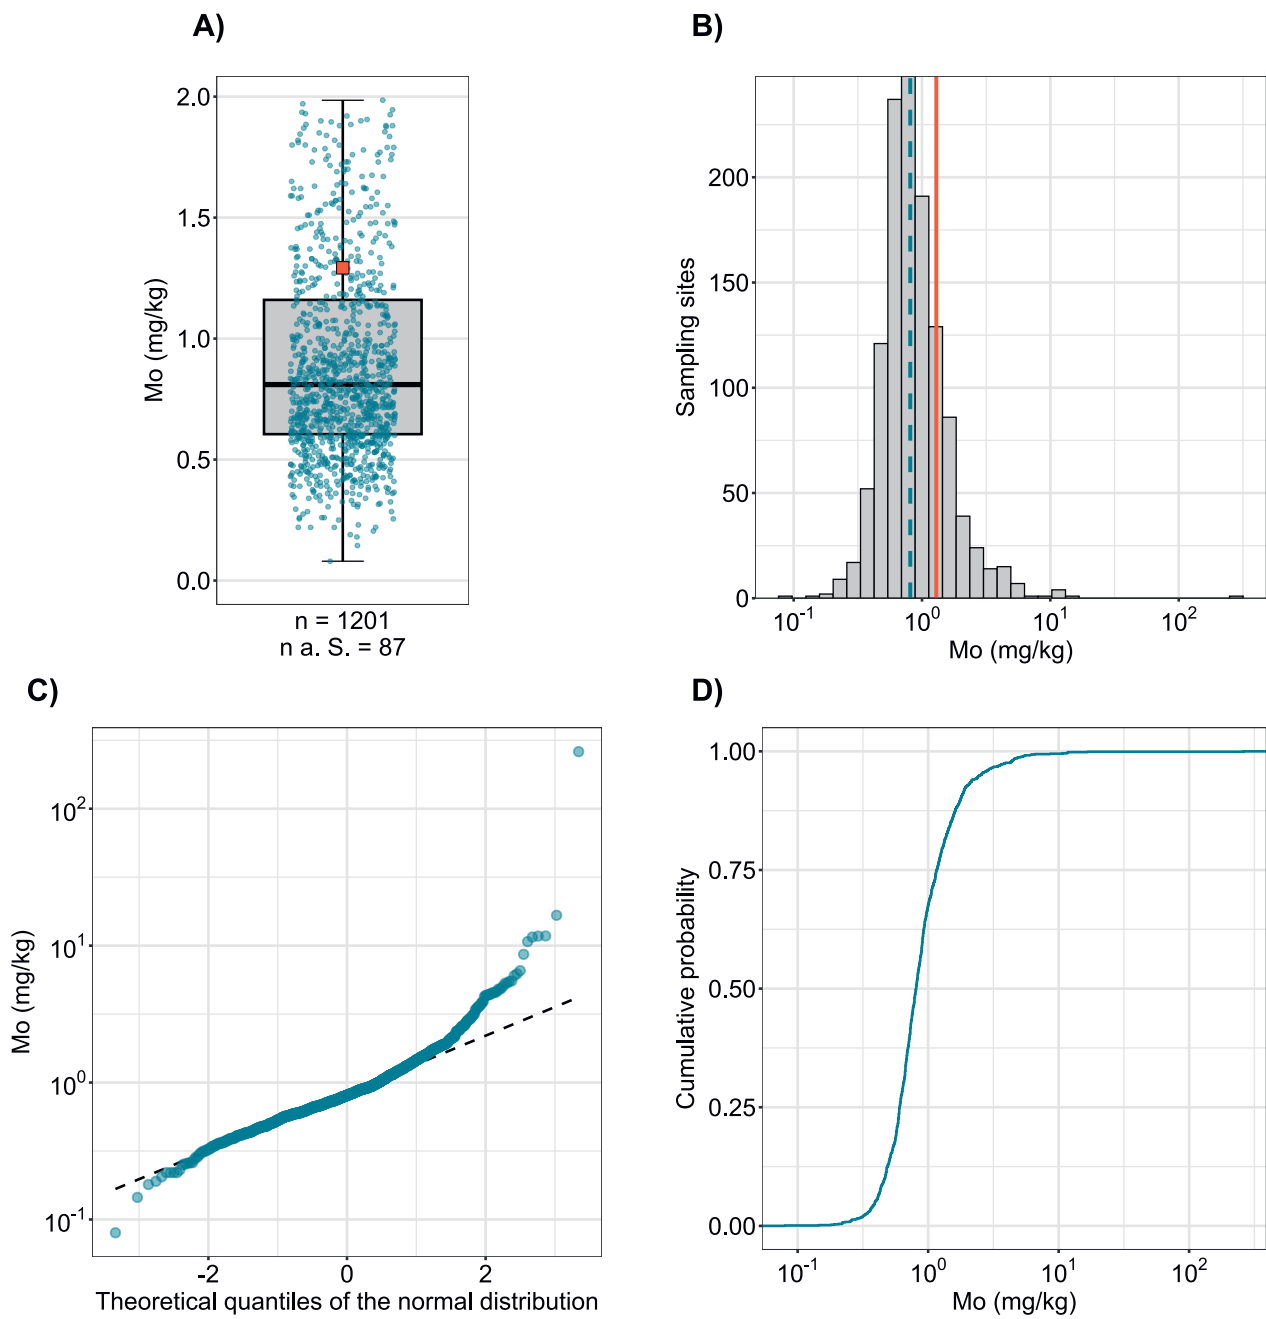 A)
2.0
1.5
1.0
0.5
0.0
Mo (mg/kg)
n = 1201
n a. S. = 87
B)
200
150
100
50
0
Sampling sites
10⁻¹ 10⁰ 10¹ 10²
Mo (mg/kg)
C)
10²
10¹
10⁰
10⁻¹
Mo (mg/kg)
-2 0 2
Theoretical quantiles of the normal distribution
D)
1.00
0.75
0.50
0.25
0.00
Cumulative probability
10⁻¹ 10⁰ 10¹ 10²
Mo (mg/kg)